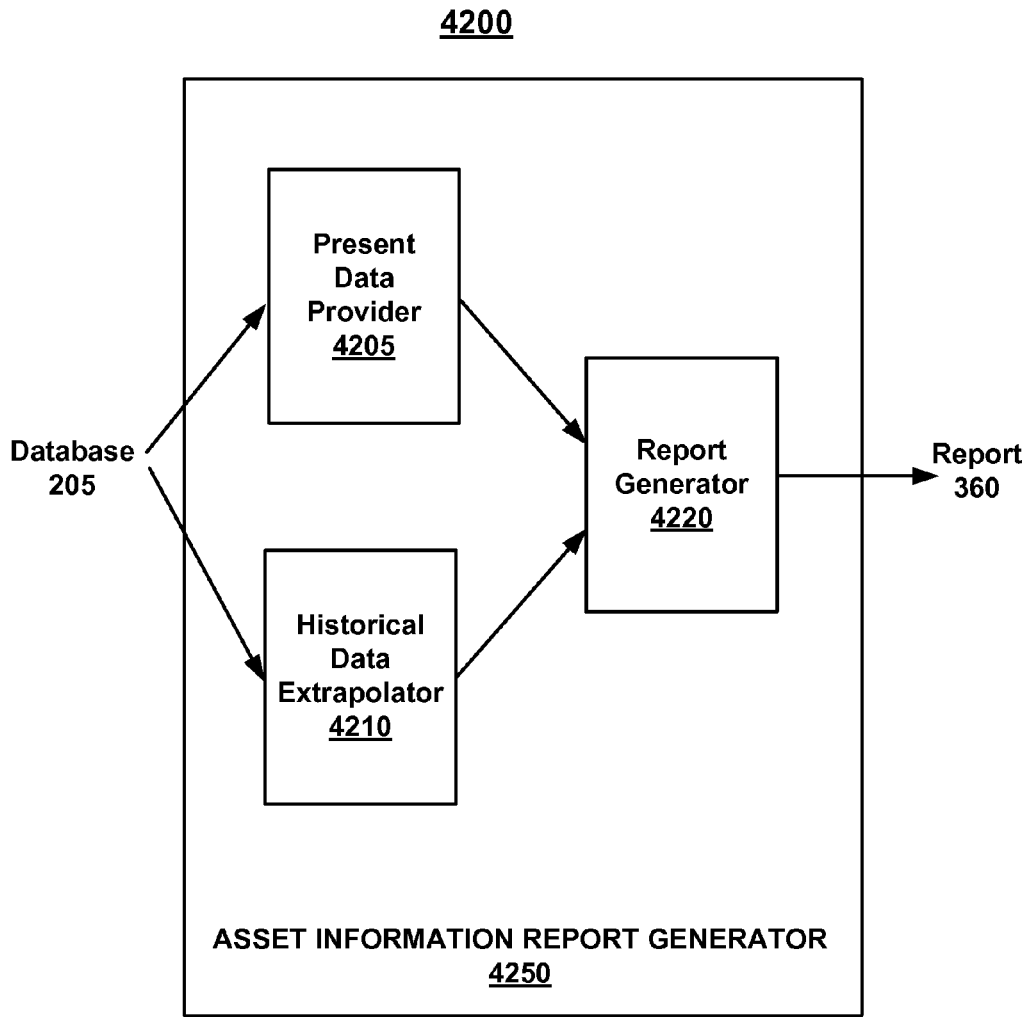 4200
Present
Data
Provider
4205
Database
205
Report
Generator
4220
Report
360
Historical
Data
Extrapolator
4210
ASSET INFORMATION REPORT GENERATOR
4250